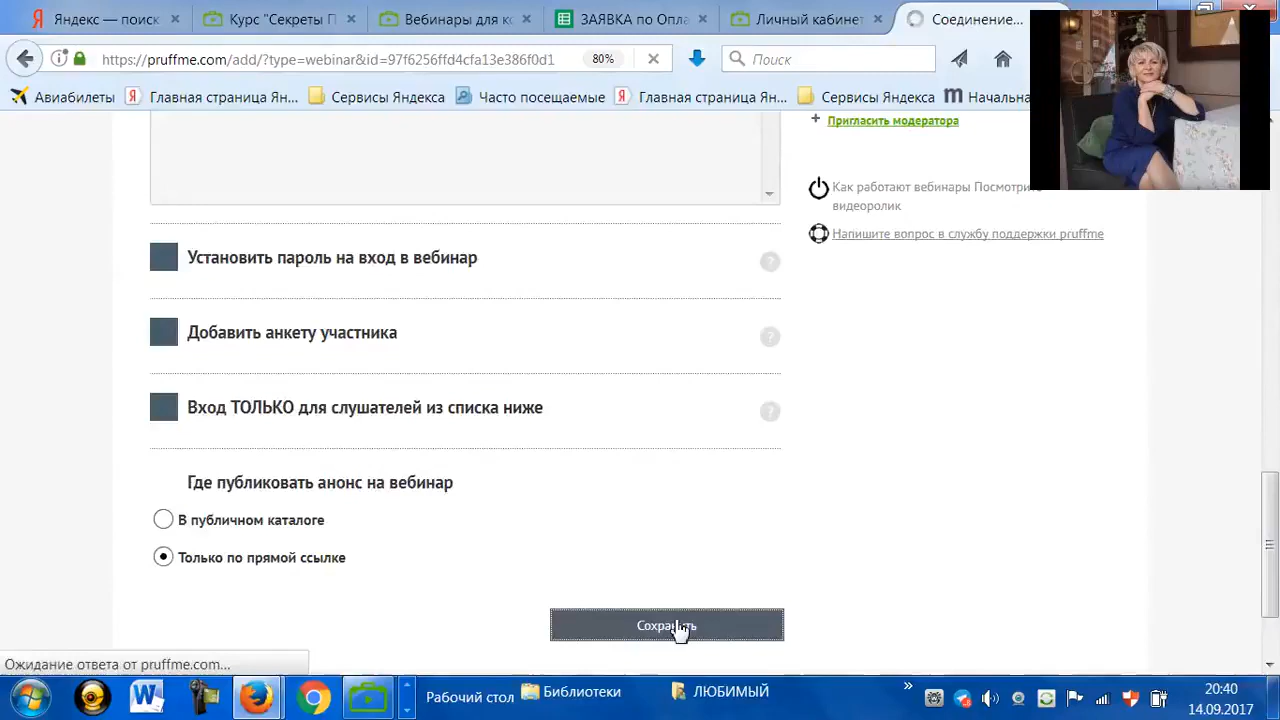 Яндекс — поиск
Курс "Секреты П
Вебинары для
ЗАЯВКА по Опла
Личный кабинет
Соединение...
https://pruffme.com/add/?type=webinar&id=97f6256fd4cfa13e386f0d1
80%
Поиск
Авиабилеты
Главная страница Ян...
Сервисы Яндекса
Часто посещаемые
Главная страница Ян...
Сервисы Яндекса
Пригласить модератора
Как работают вебинары
видеоролик
Напишите вопрос в службу поддержки pruffme
Установить пароль на вход в вебинар
?
Добавить анкету участника
?
Вход ТОЛЬКО для слушателей из списка ниже
?
Где публиковать анонс на вебинар
В публичном каталоге
Только по прямой ссылке
Сохранить
Ожидание ответа от pruffme.com...
Рабочий стол
Библиотеки
ЛЮБИМЫЙ
»
20:40
14.09.2017